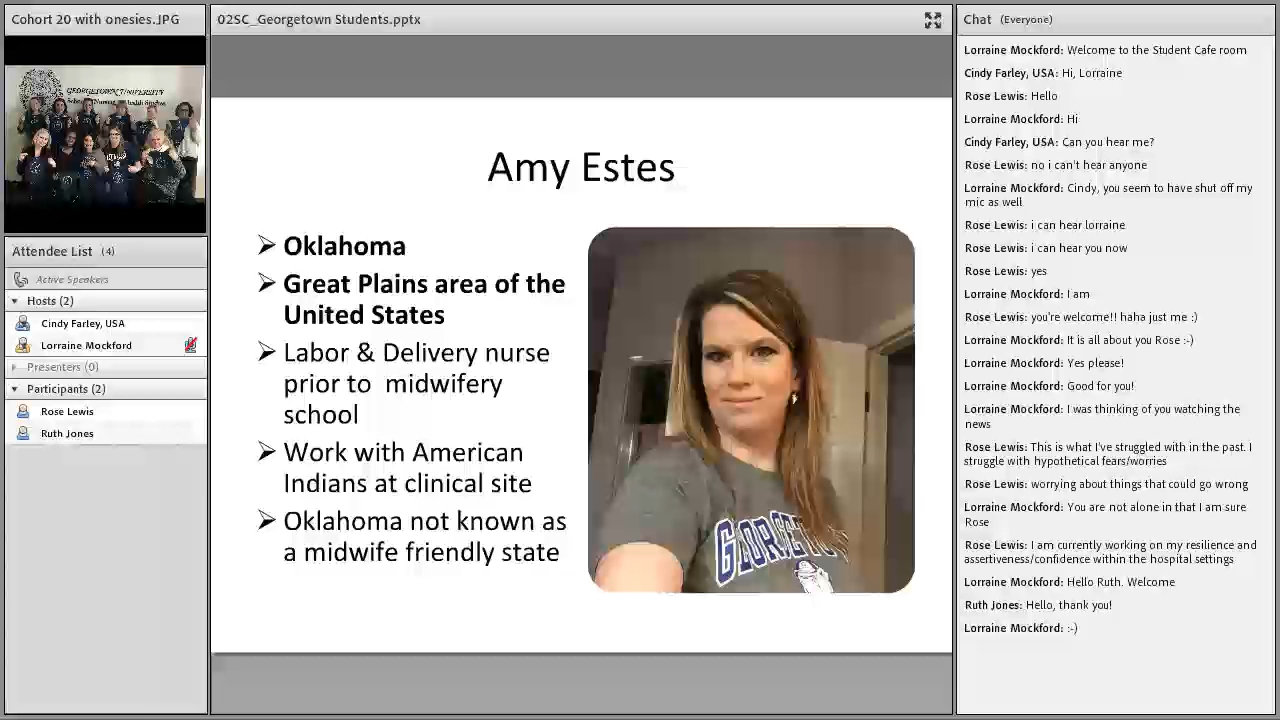 Cohort 20 with onesies.JPG
GEORGETOWN UNIVERSITY
Attendee List (4)
Active Speakers
Hosts (2)
Cindy Farley, USA
Lorraine Mockford
Presenters (0)
Participants (2)
Rose Lewis
Ruth Jones
02SC_Georgetown Students.pptx
Amy Estes
Oklahoma
Great Plains area of the
United States
Labor & Delivery nurse
prior to midwifery
school
Work with American
Indians at clinical site
Oklahoma not known as
a midwife friendly state
Chat (Everyone)
Lorraine Mockford: Welcome to the Student Cafe room
Cindy Farley, USA: Hi, Lorraine
Rose Lewis: Hello
Lorraine Mockford: Hi
Cindy Farley, USA: Can you hear me?
Rose Lewis: no i can't hear anyone
Lorraine Mockford: Cindy, you seem to have shut off my
mic as well
Rose Lewis: i can hear lorraine
Rose Lewis: i can hear you now
Rose Lewis: yes
Lorraine Mockford: I am
Rose Lewis: you're welcome!! haha just me :)
Lorraine Mockford: It is all about you Rose :-)
Lorraine Mockford: Yes please!
Lorraine Mockford: Good for you!
Lorraine Mockford: I was thinking of you watching the
news
Rose Lewis: This is what I've struggled with in the past. I
struggle with hypothetical fears/worries
Rose Lewis: worrying about things that could go wrong
Lorraine Mockford: You are not alone in that I am sure
Rose
Rose Lewis: I am currently working on my resilience and
assertiveness/confidence within the hospital settings
Lorraine Mockford: Hello Ruth. Welcome
Ruth Jones: Hello, thank you!
Lorraine Mockford: :-)